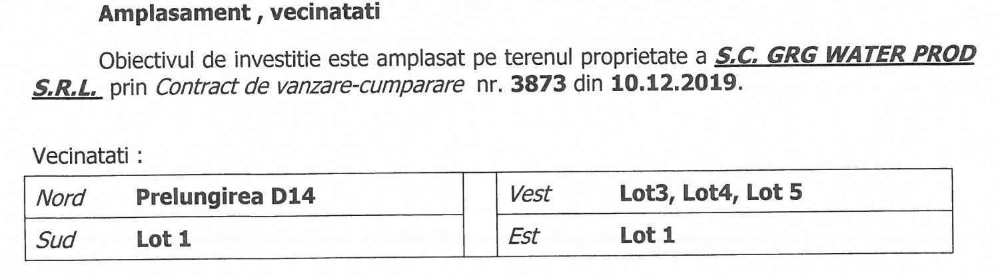 Amplasament , vecinatati
Obiectivul de investitie este amplasat pe terenul proprietate a S.C. GRG WATER PROD
S.R.L. prin Contract de vanzare-cumparare nr. 3873 din 10.12.2019.
Vecinatati :
Nord Prelungirea D14 Vest Lot3, Lot4, Lot 5
Sud Lot 1 Est Lot 1